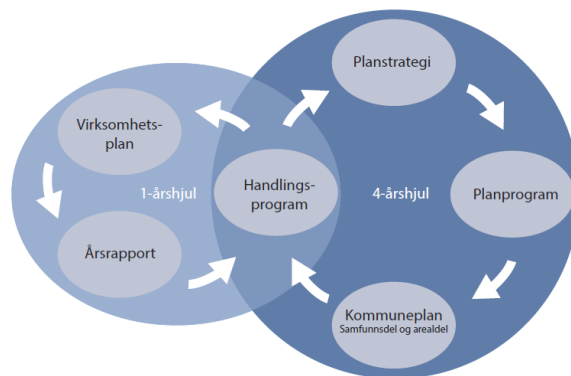 Planstrategi
Virksomhets-
plan
1-årshjul
Handlings-
program
4-årshjul
Planprogram
Årsrapport
Kommuneplan
Samfunnsdel og arealdel